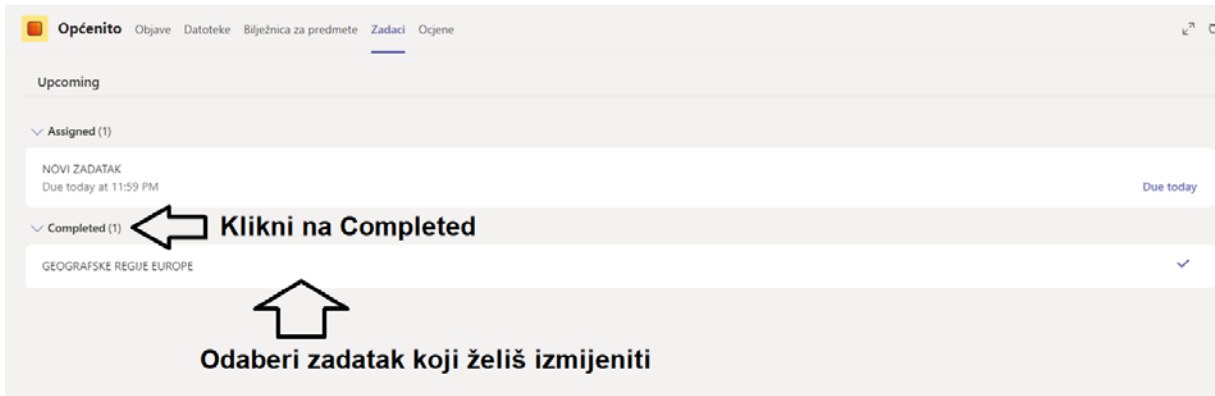 Općenito Objave Datoteke Bilježnica za predmete Zadaci Ocjene
Upcoming
Assigned (1)
NOVI ZADATAK
Due today at 11:59 PM
Due today
Completed (1) Klikni na Completed
GEOGRAFSKE REGIJE EUROPE
Odaberi zadatak koji želiš izmijeniti